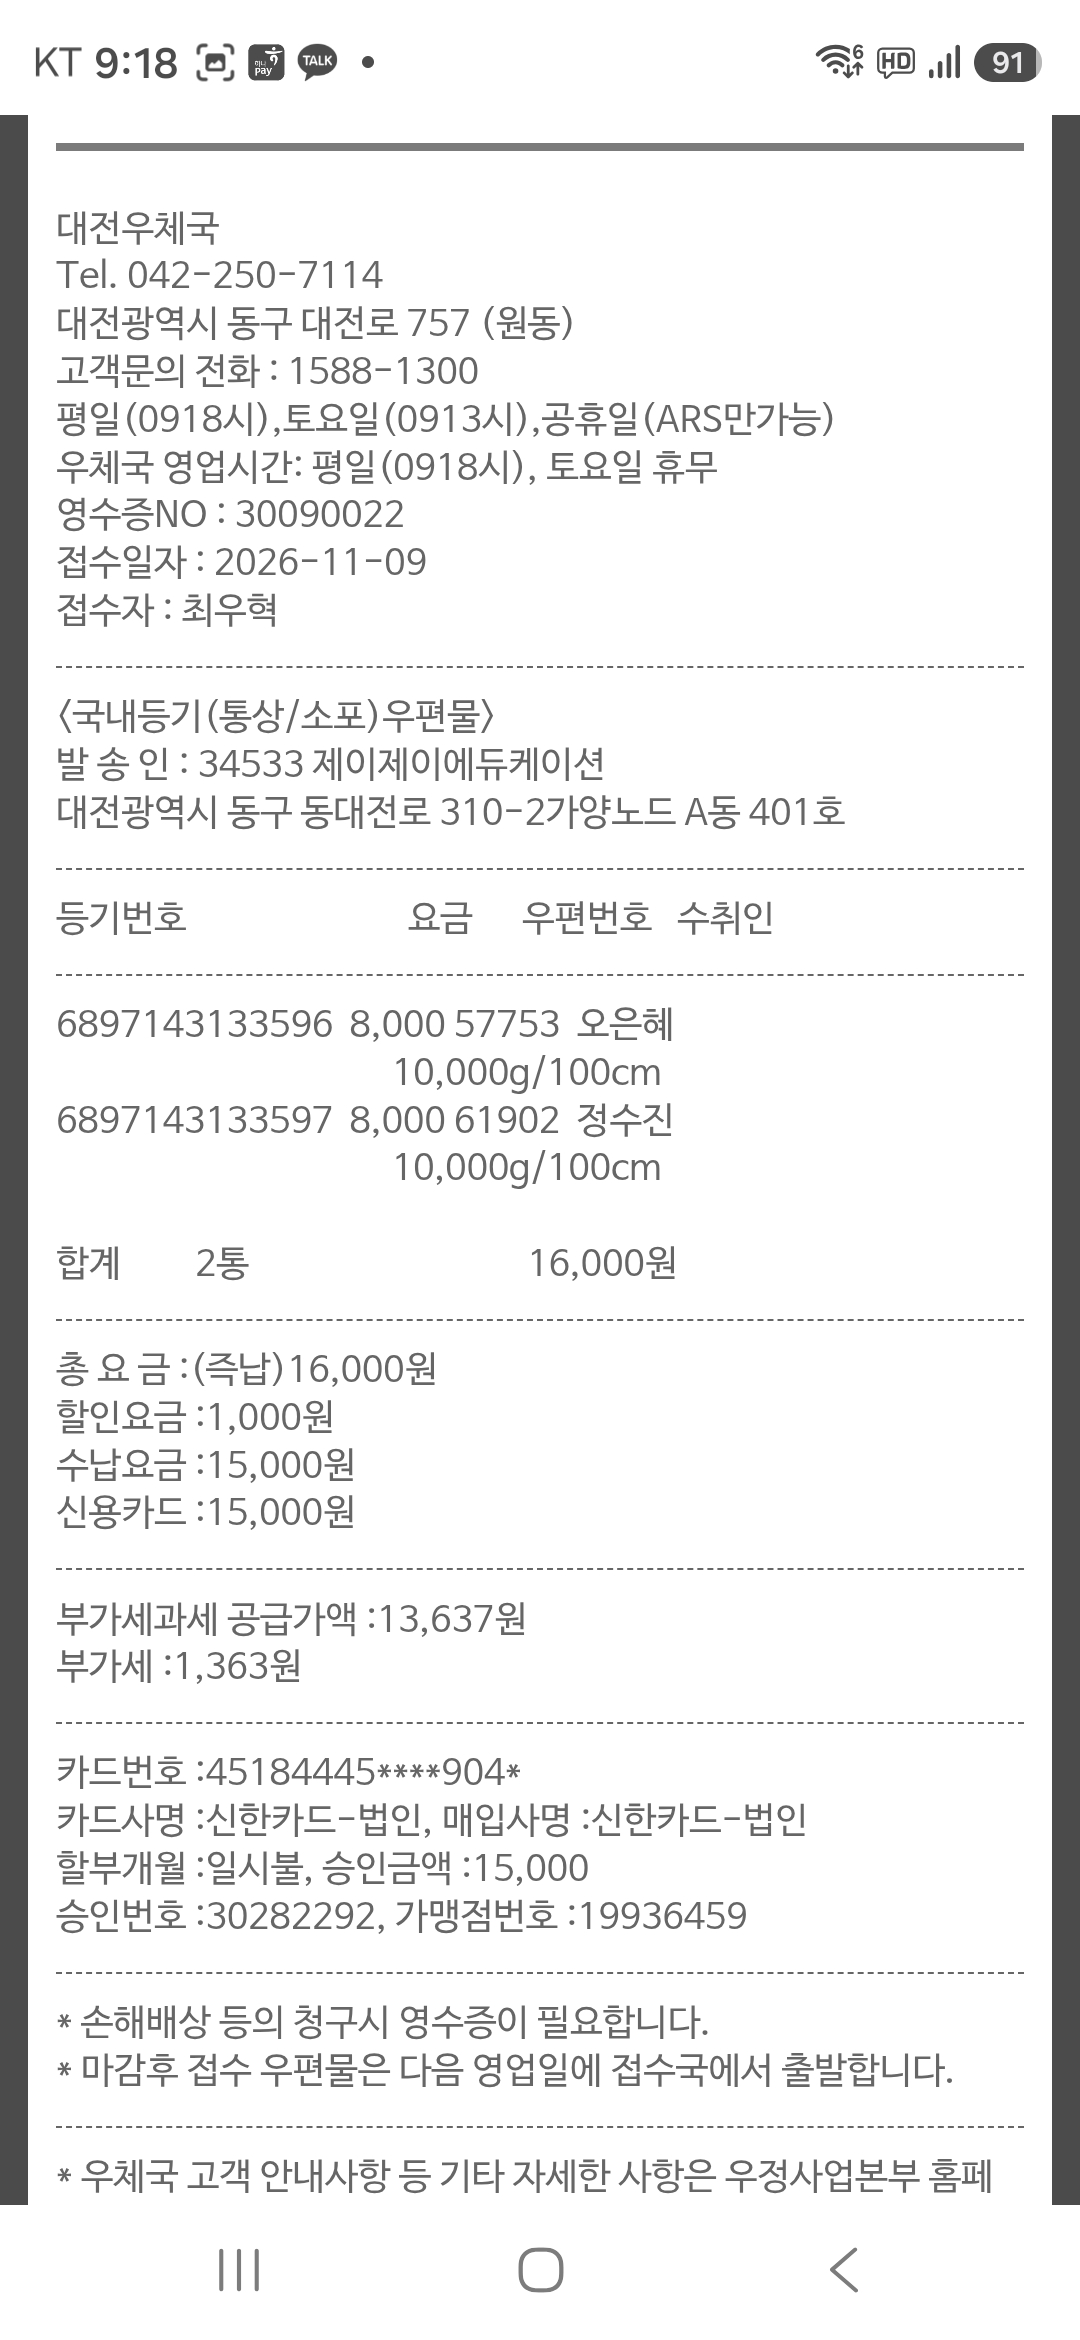 KT 9:18 하나 pay TALK 6 HD 91
대전우체국
Tel. 042-250-7114
대전광역시 동구 대전로 757 (원동)
고객문의 전화 : 1588-1300
평일(0918시),토요일(0913시),공휴일(ARS만가능)
우체국 영업시간: 평일(0918시), 토요일 휴무
영수증NO : 30090022
접수일자 : 2026-11-09
접수자 : 최우혁
<국내등기(통상/소포)우편물>
발 송 인 : 34533 제이제이에듀케이션
대전광역시 동구 동대전로 310-2가양노드 A동 401호
등기번호 요금 우편번호 수취인
6897143133596 8,000 57753 오은혜
10,000g/100cm
6897143133597 8,000 61902 정수진
10,000g/100cm
합계 2통 16,000원
총 요 금 :(즉납)16,000원
할인요금 :1,000원
수납요금 :15,000원
신용카드 :15,000원
부가세과세 공급가액 :13,637원
부가세 :1,363원
카드번호 :45184445****904*
카드사명 :신한카드-법인, 매입사명 :신한카드-법인
할부개월 :일시불, 승인금액 :15,000
승인번호 :30282292, 가맹점번호 :19936459
* 손해배상 등의 청구시 영수증이 필요합니다.
* 마감후 접수 우편물은 다음 영업일에 접수국에서 출발합니다.
* 우체국 고객 안내사항 등 기타 자세한 사항은 우정사업본부 홈페